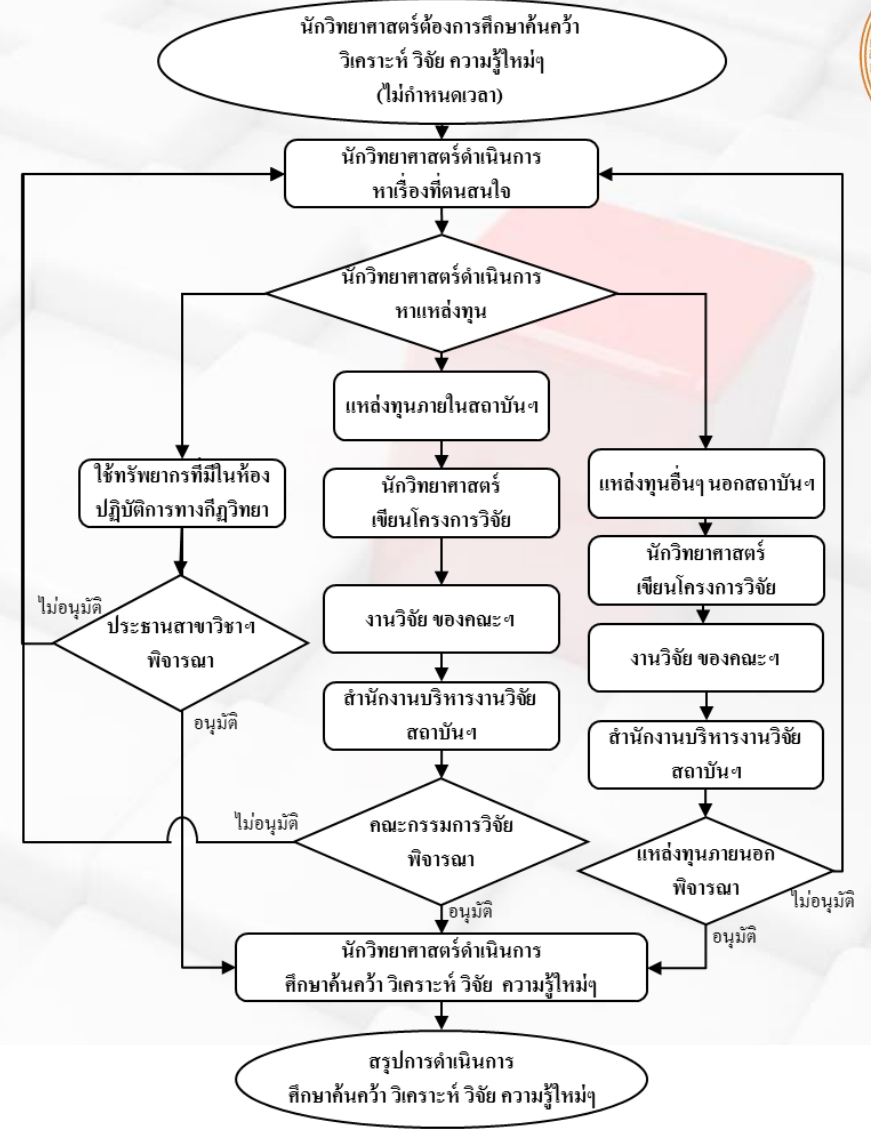 นักวิทยาศาสตร์ต้องการศึกษาค้นคว้า
วิเคราะห์ วิจัย ความรู้ใหม่ๆ
(ไม่กำหนดเวลา)
นักวิทยาศาสตร์ดำเนินการ
หาเรื่องที่ตนสนใจ
นักวิทยาศาสตร์ดำเนินการ
หาแหล่งทุน
ใช้ทรัพยากรที่มีในห้อง
ปฏิบัติการทางกีฏวิทยา
ไม่อนุมัติ
ประธานสาขาวิชาฯ
พิจารณา
อนุมัติ
แหล่งทุนภายในสถาบันฯ
นักวิทยาศาสตร์
เขียนโครงการวิจัย
งานวิจัย ของคณะฯ
สำนักงานบริหารงานวิจัย
สถาบันฯ
ไม่อนุมัติ
คณะกรรมการวิจัย
พิจารณา
อนุมัติ
แหล่งทุนอื่นๆ นอกสถาบันฯ
นักวิทยาศาสตร์
เขียนโครงการวิจัย
งานวิจัย ของคณะฯ
สำนักงานบริหารงานวิจัย
สถาบันฯ
แหล่งทุนภายนอก
พิจารณา
ไม่อนุมัติ
อนุมัติ
นักวิทยาศาสตร์ดำเนินการ
ศึกษาค้นคว้า วิเคราะห์ วิจัย ความรู้ใหม่ๆ
สรุปการดำเนินการ
ศึกษาค้นคว้า วิเคราะห์ วิจัย ความรู้ใหม่ๆ